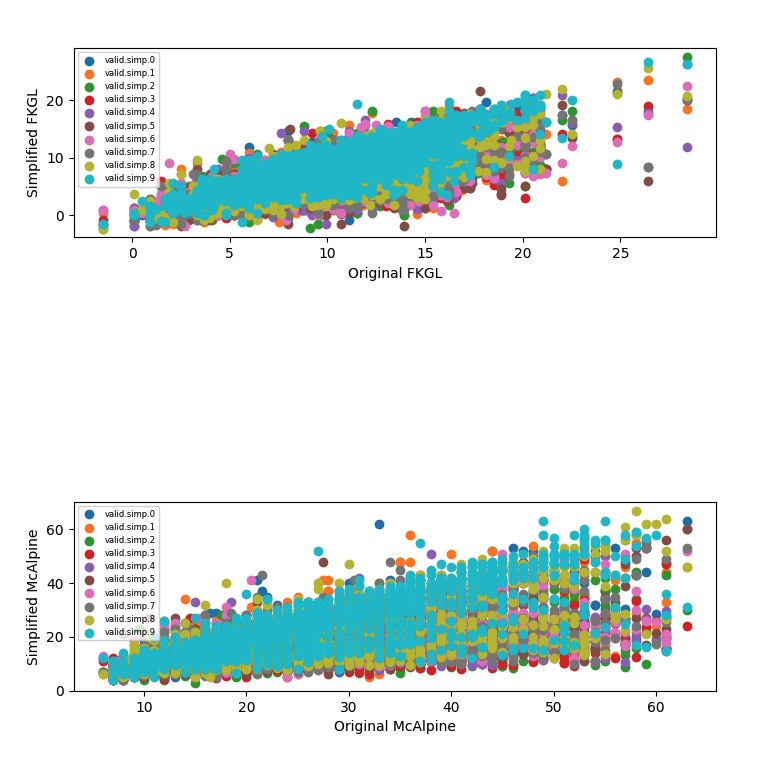 valid.simp.0
valid.simp.1
valid.simp.2
valid.simp.3
valid.simp.4
valid.simp.5
valid.simp.6
valid.simp.7
valid.simp.8
valid.simp.9
Simplified FKGL
20
10
0
0 5 10 15 20 25
Original FKGL
valid.simp.0
valid.simp.1
valid.simp.2
valid.simp.3
valid.simp.4
valid.simp.5
valid.simp.6
valid.simp.7
valid.simp.8
valid.simp.9
Simplified McAlpine
60
40
20
0
10 20 30 40 50 60
Original McAlpine